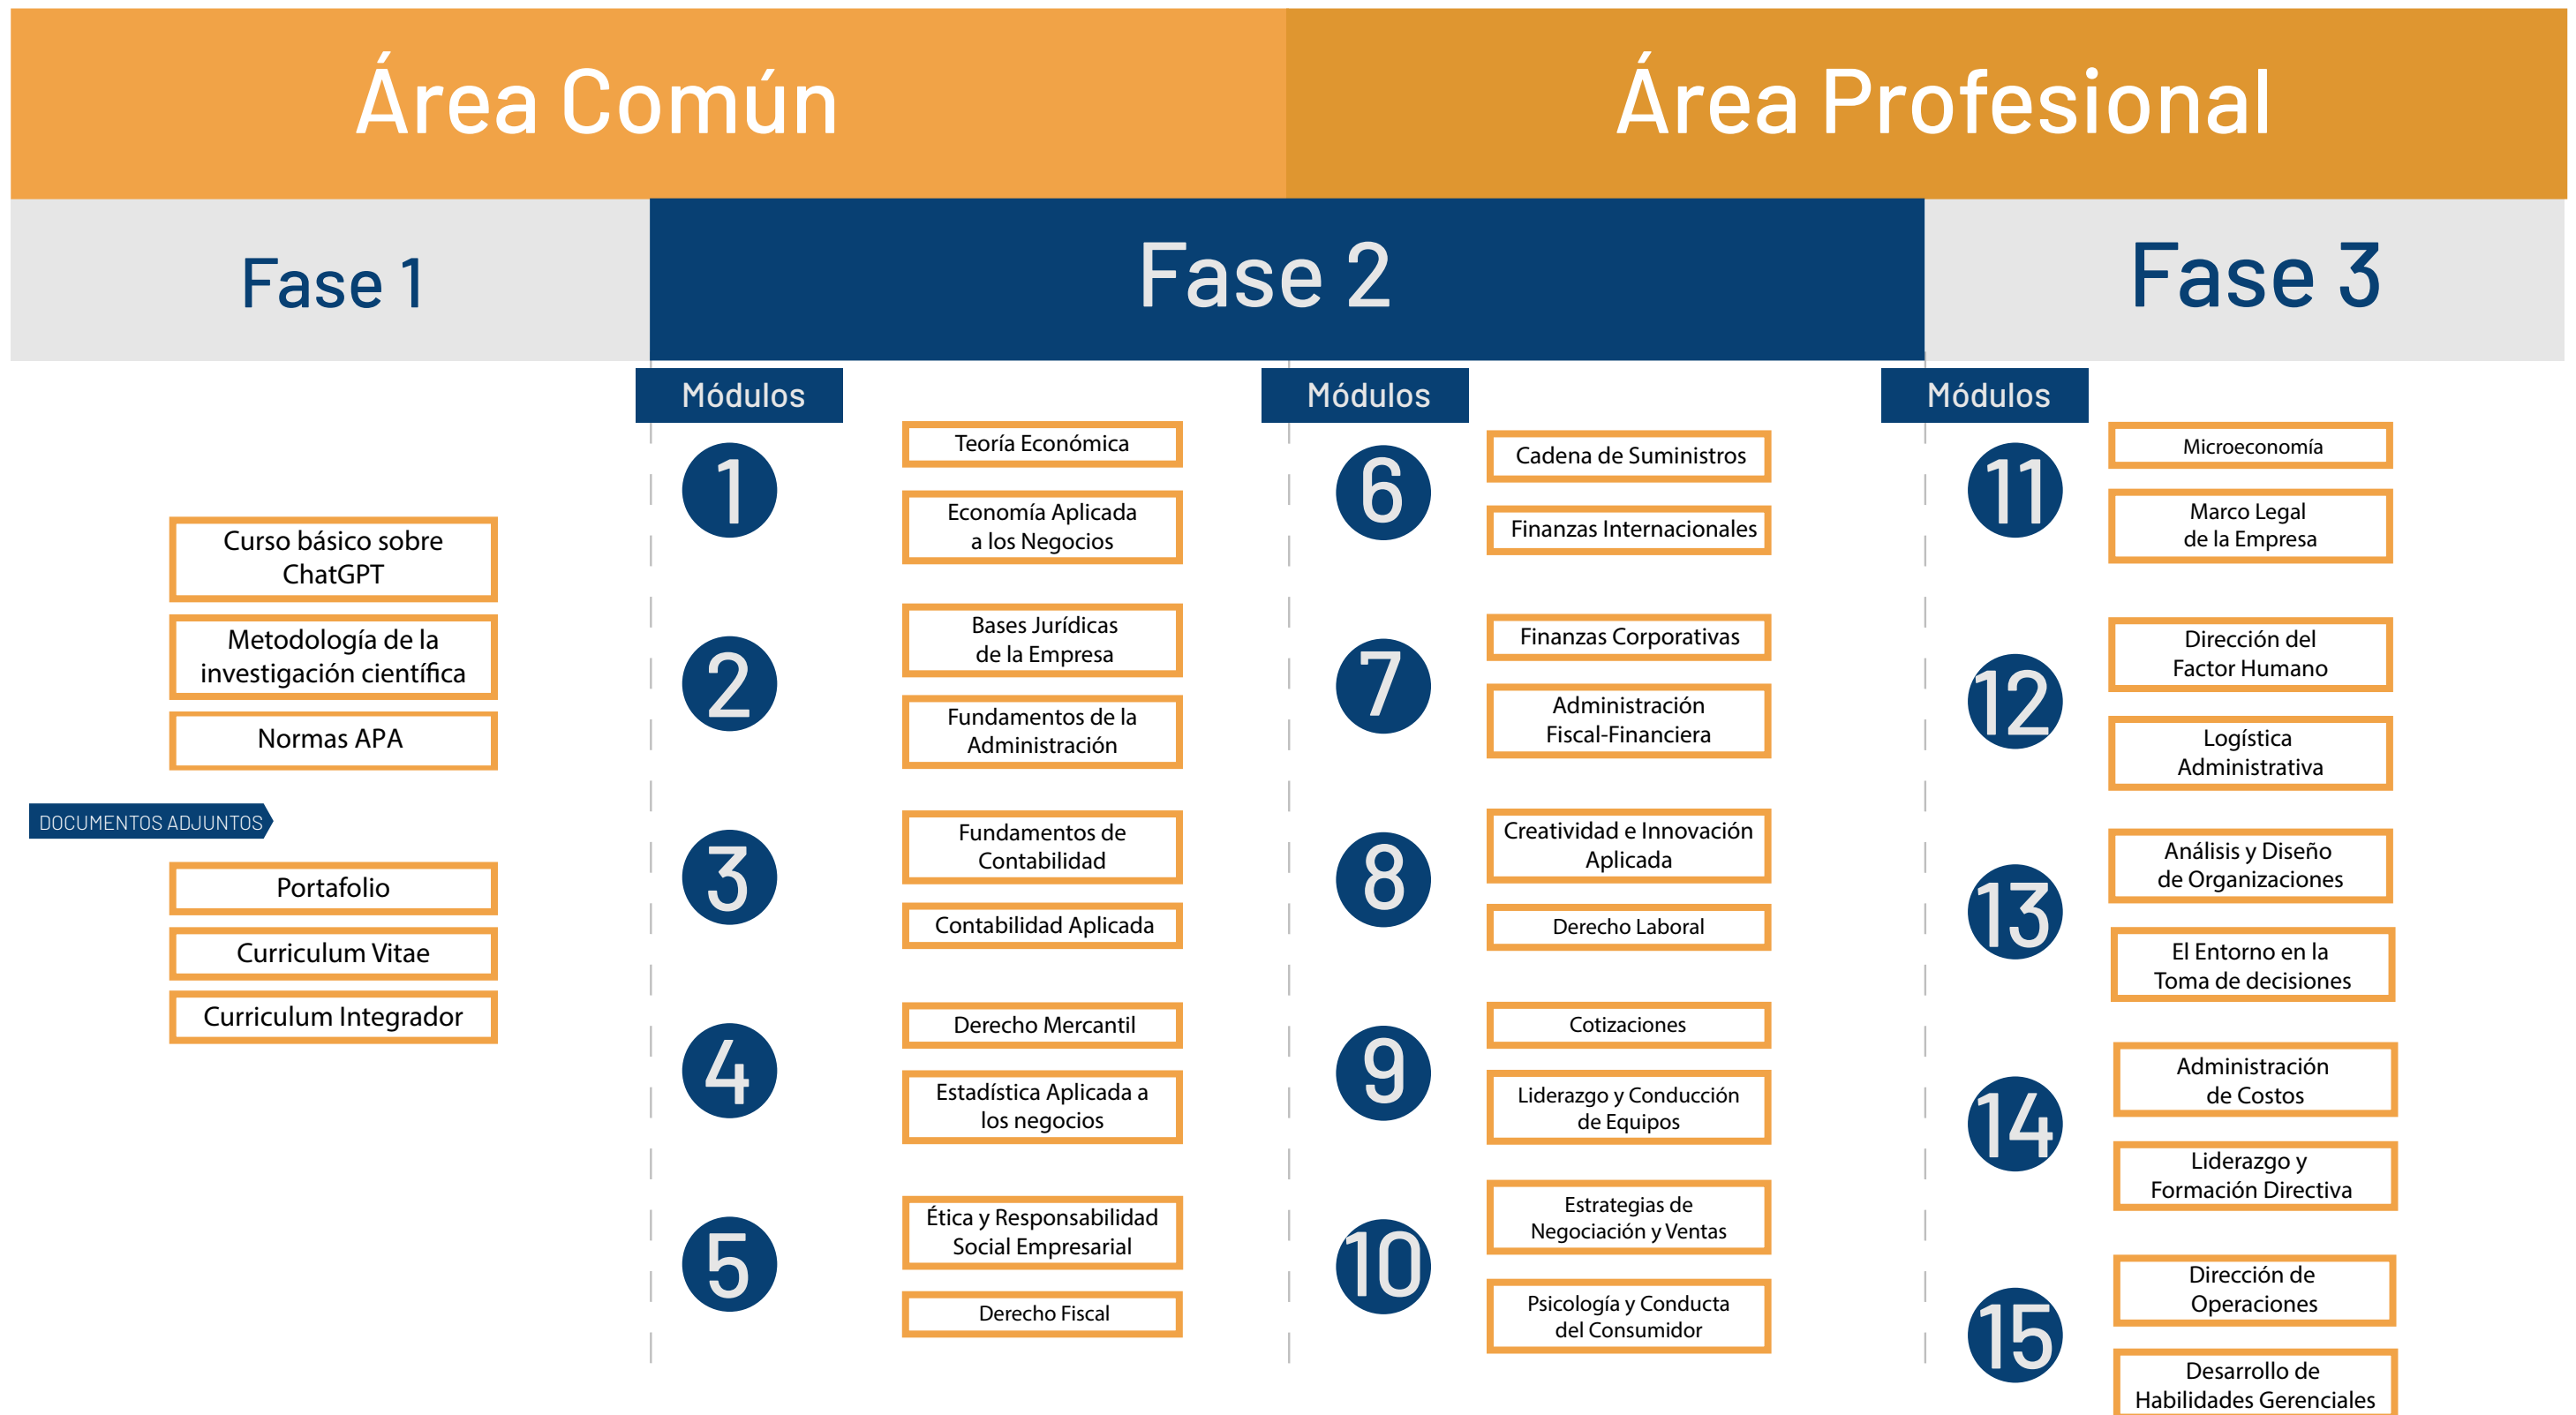 Área Común
Área Profesional
Fase 1
Fase 2
Fase 3
Curso básico sobre
ChatGPT
Metodología de la
investigación científica
Normas APA
DOCUMENTOS ADJUNTOS
Portafolio
Curriculum Vitae
Curriculum Integrador
Módulos
1
Teoría Económica
Economía Aplicada
a los Negocios
2
Bases Jurídicas
de la Empresa
Fundamentos de la
Administración
3
Fundamentos de
Contabilidad
Contabilidad Aplicada
4
Derecho Mercantil
Estadística Aplicada a
los negocios
5
Ética y Responsabilidad
Social Empresarial
Derecho Fiscal
Módulos
6
Cadena de Suministros
Finanzas Internacionales
7
Finanzas Corporativas
Administración
Fiscal-Financiera
8
Creatividad e Innovación
Aplicada
Derecho Laboral
9
Cotizaciones
Liderazgo y Conducción
de Equipos
10
Estrategias de
Negociación y Ventas
Psicología y Conducta
del Consumidor
Módulos
11
Microeconomía
Marco Legal
de la Empresa
12
Dirección del
Factor Humano
Logística
Administrativa
13
Análisis y Diseño
de Organizaciones
El Entorno en la
Toma de decisiones
14
Administración
de Costos
Liderazgo y
Formación Directiva
15
Dirección de
Operaciones
Desarrollo de
Habilidades Gerenciales